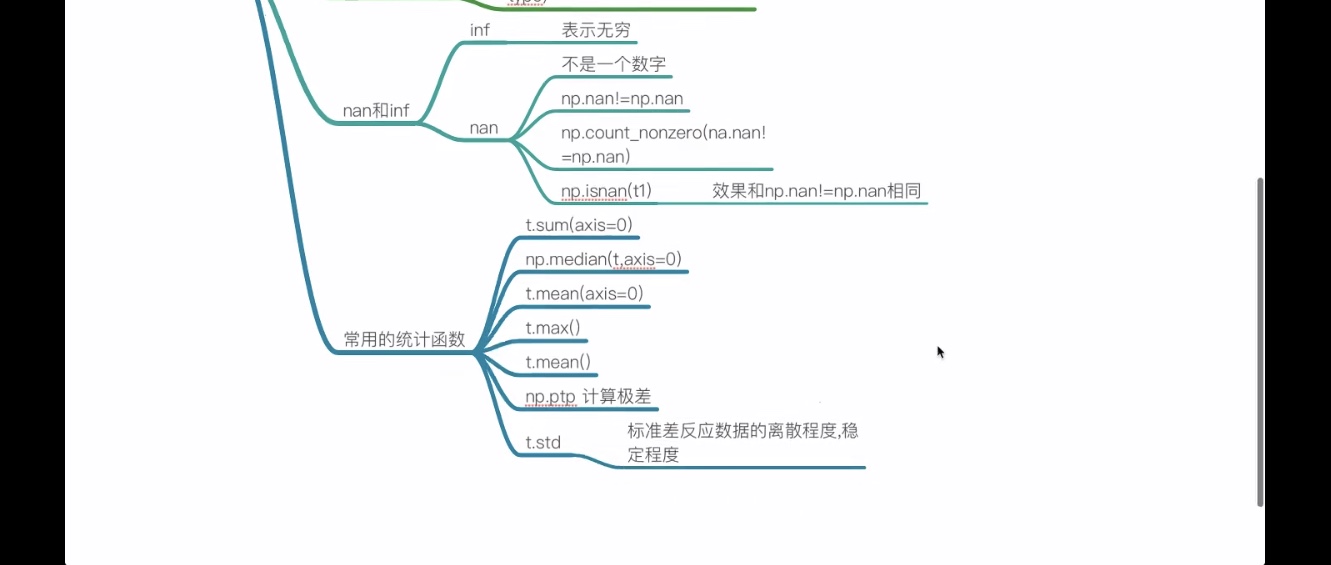 type)
inf
表示无穷
不是一个数字
np.nan!=np.nan
nan和inf
nan
np.count_nonzero(na.nan!
=np.nan)
np.isnan(t1)
效果和np.nan!=np.nan相同
t.sum(axis=0)
np.median(t,axis=0)
t.mean(axis=0)
t.max()
常用的统计函数
t.mean()
np.ptp 计算极差
标准差反应数据的离散程度,稳
t.std
定程度